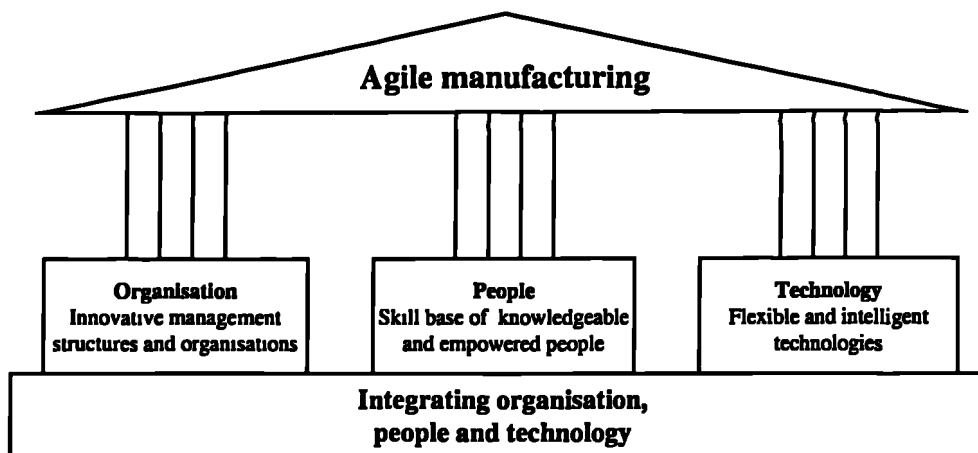 Agile manufacturing
Organisation
Innovative management
structures and organisations
People
Skill base of knowledgeable
and empowered people
Technology
Flexible and intelligent
technologies
Integrating organisation,
people and technology